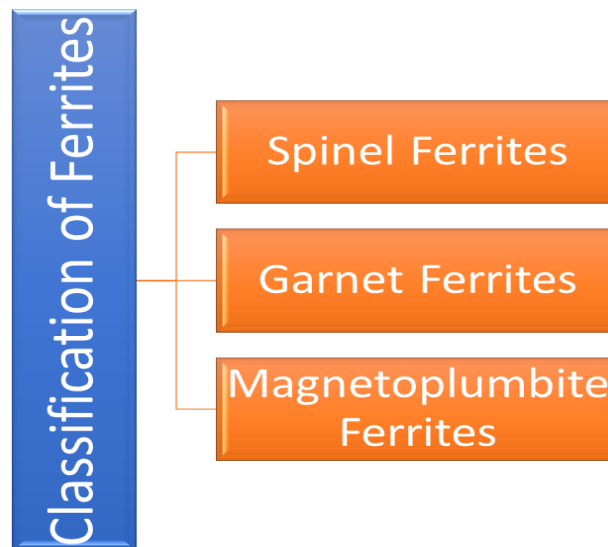 Classification of Ferrites
Spinel Ferrites
Garnet Ferrites
Magnetoplumbite
Ferrites